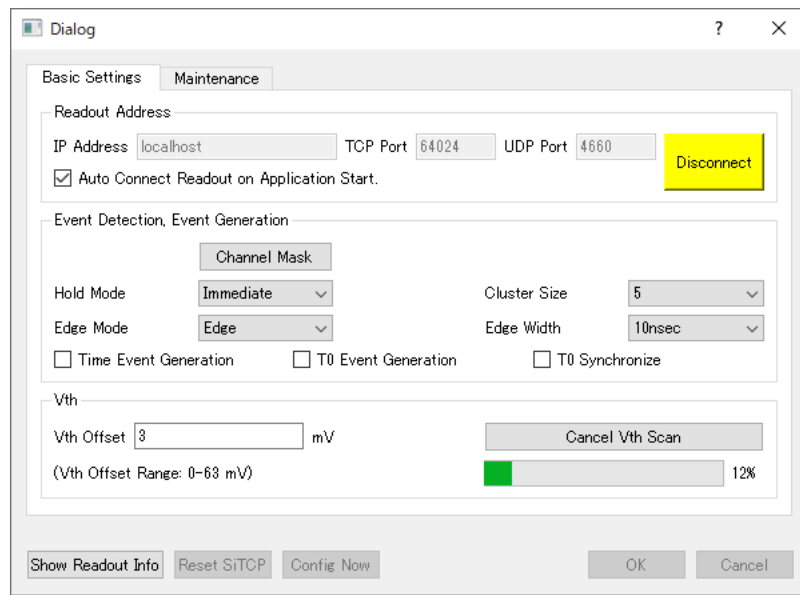 Dialog
Basic Settings Maintenance
Readout Address
IP Address localhost TCP Port 64024 UDP Port 4660
Disconnect
Auto Connect Readout on Application Start.
Event Detection, Event Generation
Channel Mask
Hold Mode Immediate Cluster Size 5
Edge Mode Edge Edge Width 10nsec
Time Event Generation T0 Event Generation T0 Synchronize
Vth
Vth Offset 3 mV Cancel Vth Scan
(Vth Offset Range: 0-63 mV) 12%
Show Readout Info Reset SiTCP Config Now OK Cancel